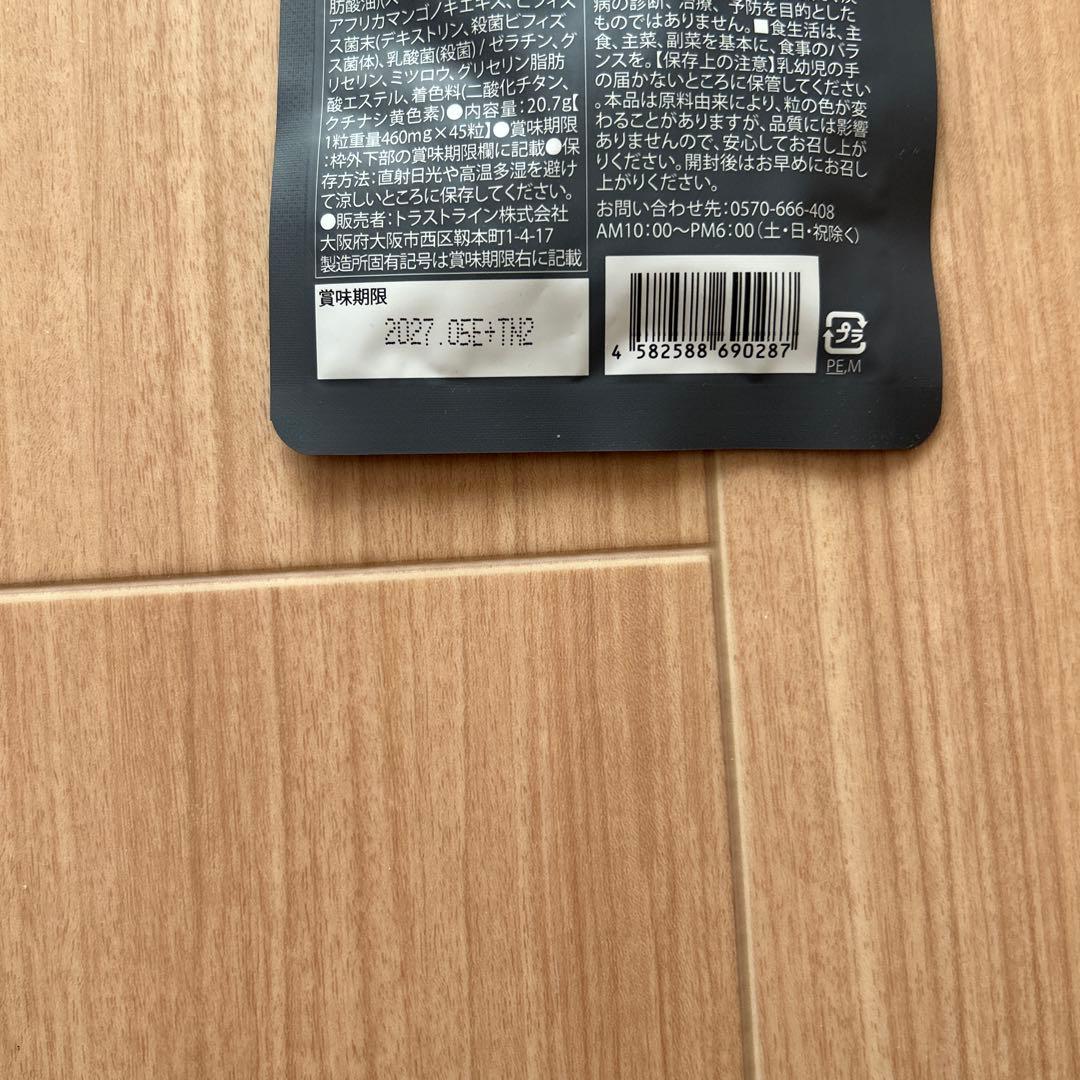 アフリカマンゴノキエキス、ビフィズ
ス菌末(デキストリン、殺菌ビフィズ
ス菌体)、乳酸菌(殺菌) / ゼラチン、グ
リセリン、ミツロウ、グリセリン脂肪
酸エステル、着色料(二酸化チタン、
クチナシ黄色素)●内容量:20.7g【
1粒重量460mg×45粒】●賞味期限
:枠外下部の賞味期限欄に記載●保
存方法:直射日光や高温多湿を避け
て涼しいところに保存してください。
●販売者:トラストライン株式会社
大阪府大阪市西区靱本町1-4-17
製造所固有記号は賞味期限右に記載
賞味期限
2027.05E+TN2
病の診断、治療、予防を目的とした
ものではありません。■食生活は、主
食、主菜、副菜を基本に、食事のバラ
ンスを。【保存上の注意】乳幼児の手
の届かないところに保管してください
。本品は原料由来により、粒の色が変
わることがありますが、品質には影響
ありませんので、安心してお召し上が
りください。開封後はお早めにお召し
上がりください。
お問い合わせ先:0570-666-408
AM10:00〜PM6:00(土・日・祝除く)
4 582588 690287
プラ
PE,M